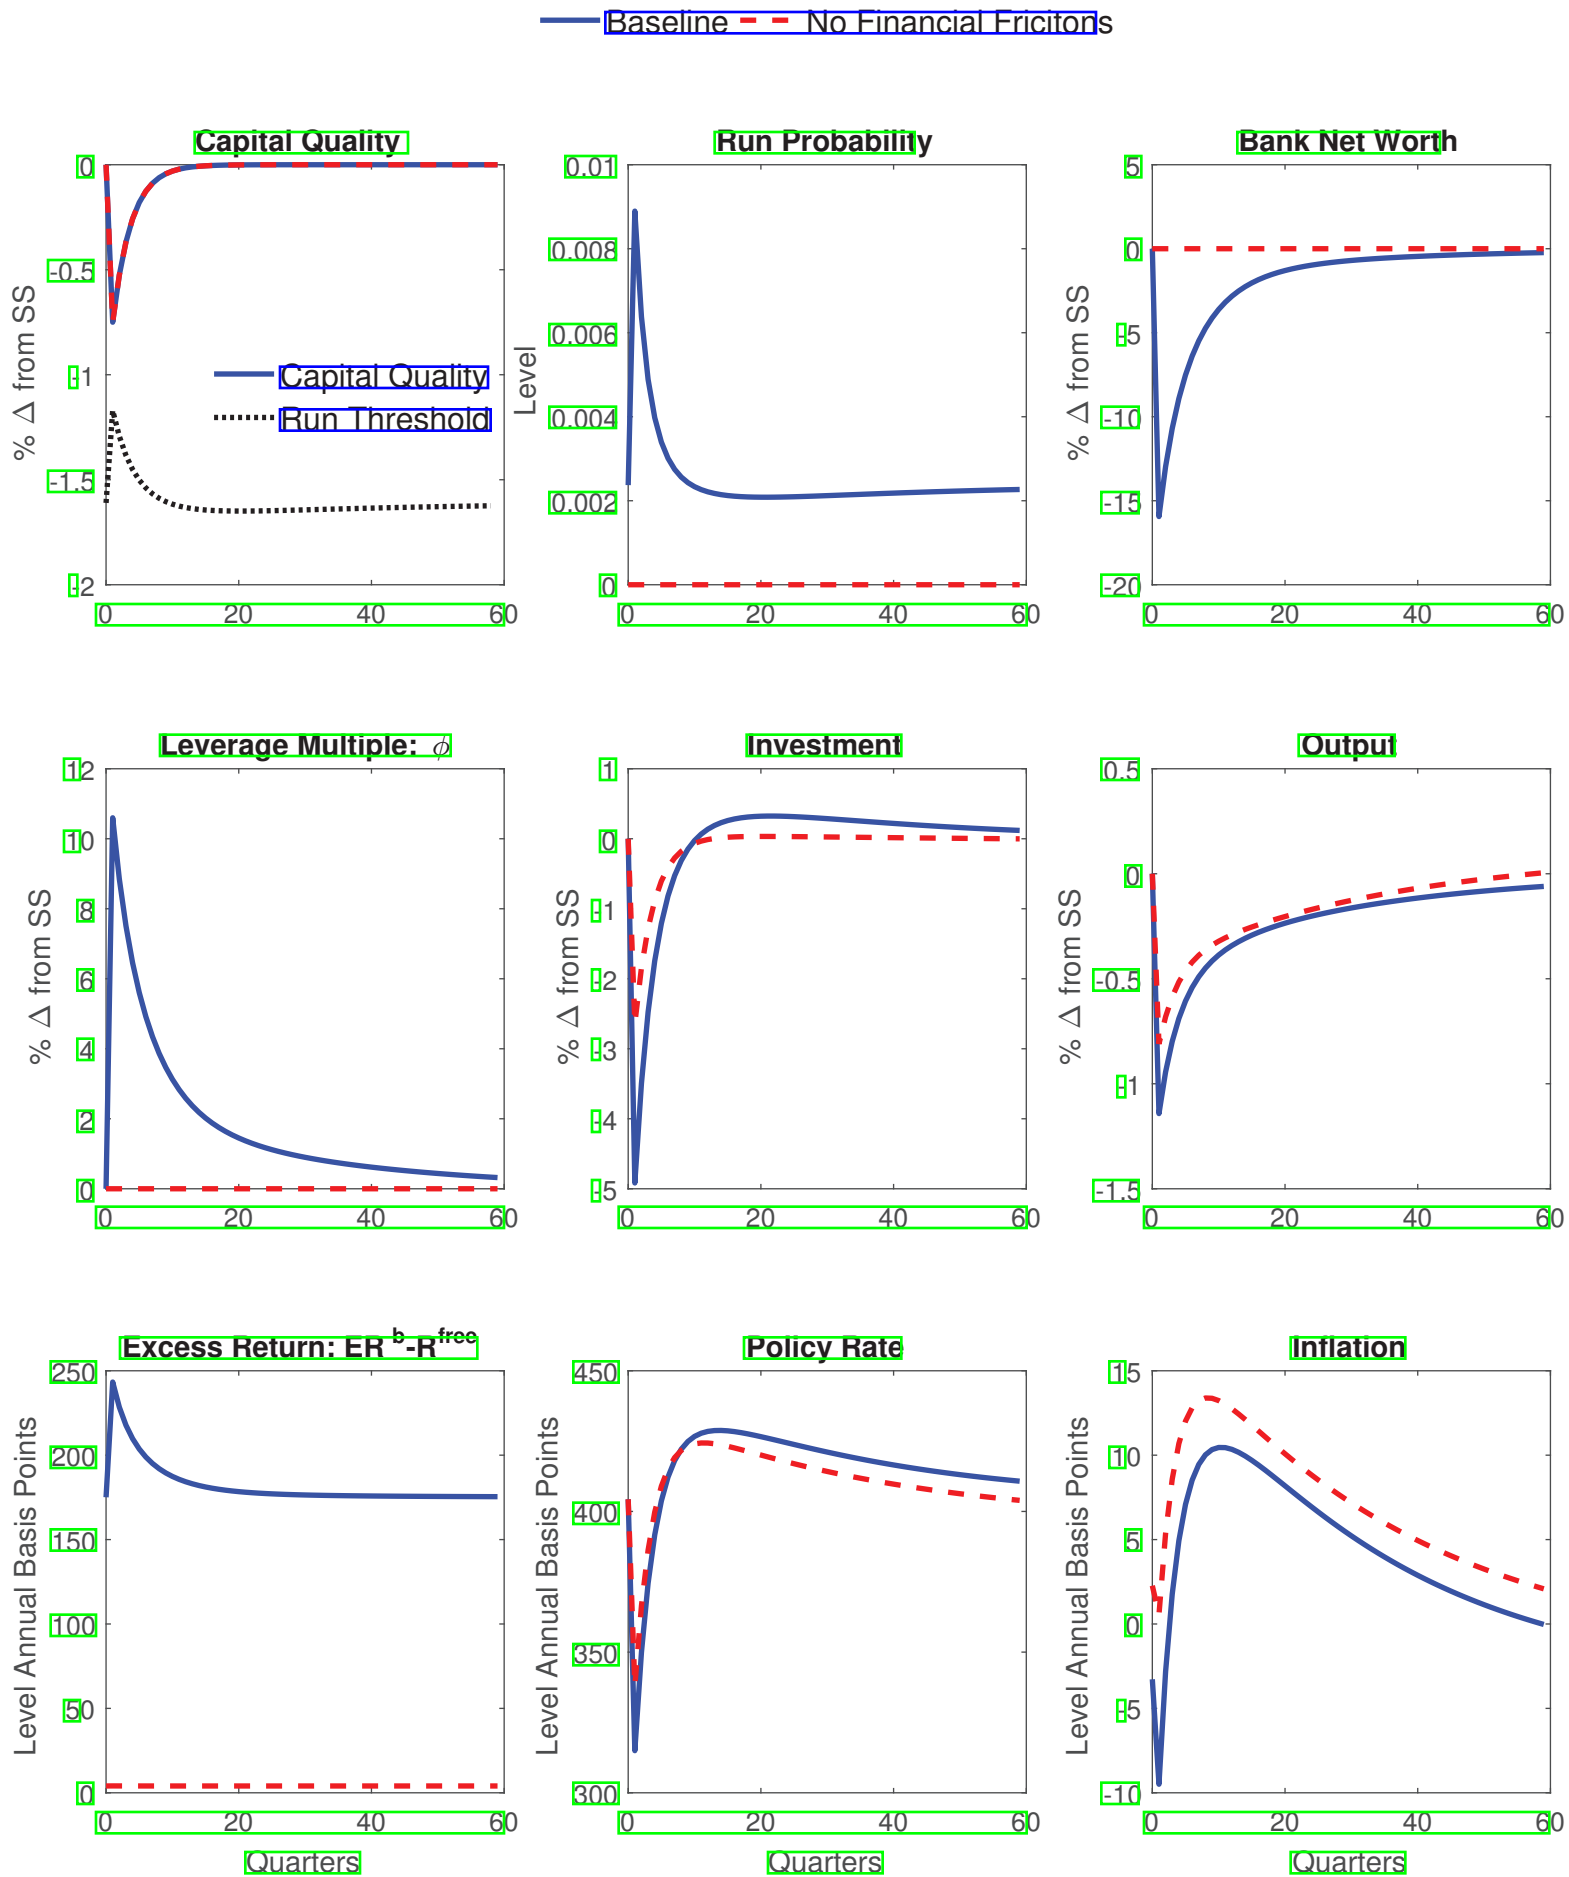 Baseline No Financial Fricitons
Capital Quality Run Probability Bank Net Worth
0
-0.5
-1
-1.5
-2
% Δ from SS
Capital Quality
Run Threshold
0 20 40 60
0.01
0.008
0.006
0.004
0.002
0
Level
0 20 40 60
5
0
-5
-10
-15
-20
% Δ from SS
0 20 40 60
Leverage Multiple: ϕ
12
10
8
6
4
2
0
% Δ from SS
0 20 40 60
Investment
1
0
-1
-2
-3
-4
-5
% Δ from SS
0 20 40 60
Output
0.5
0
-0.5
-1
-1.5
% Δ from SS
0 20 40 60
Excess Return: ER b-Rfree
250
200
150
100
50
0
Level Annual Basis Points
0 20 40 60
Quarters
Policy Rate
450
400
350
300
Level Annual Basis Points
0 20 40 60
Quarters
Inflation
15
10
5
0
-5
-10
Level Annual Basis Points
0 20 40 60
Quarters